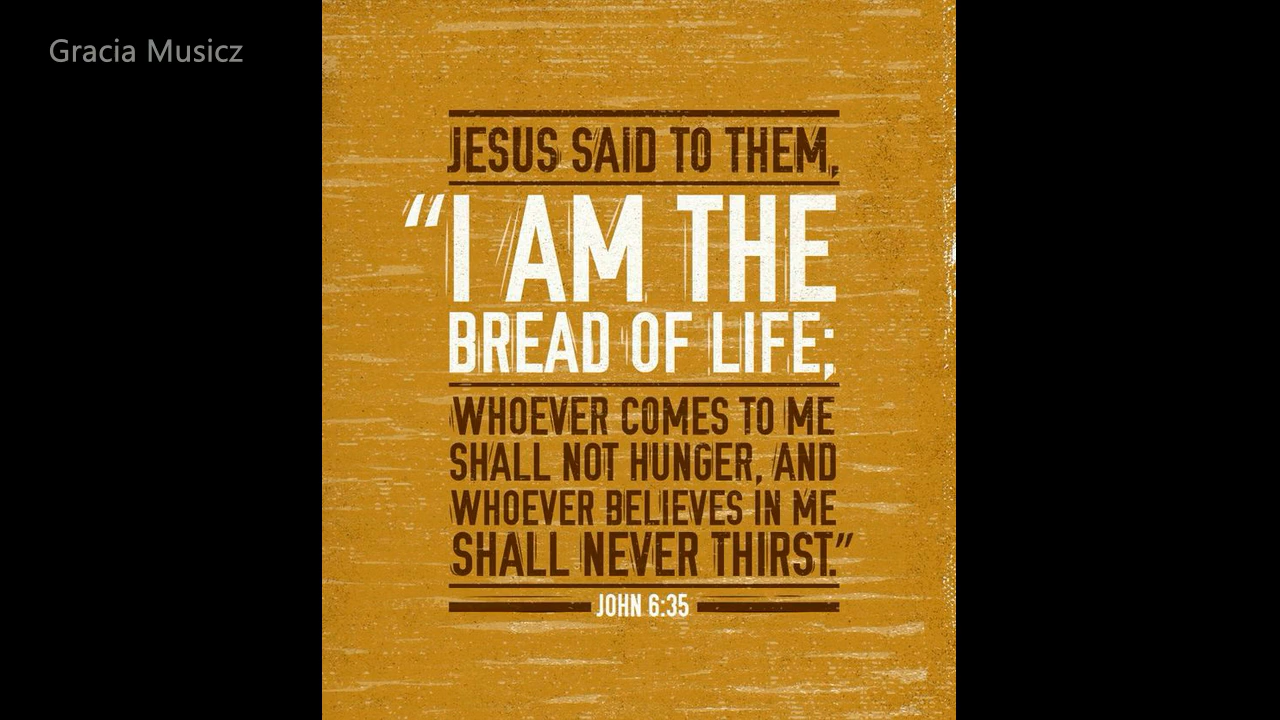 Gracia Musicz
JESUS SAID TO THEM,
“I AM THE
BREAD OF LIFE;
WHOEVER COMES TO ME
SHALL NOT HUNGER, AND
WHOEVER BELIEVES IN ME
SHALL NEVER THIRST.”
JOHN 6:35